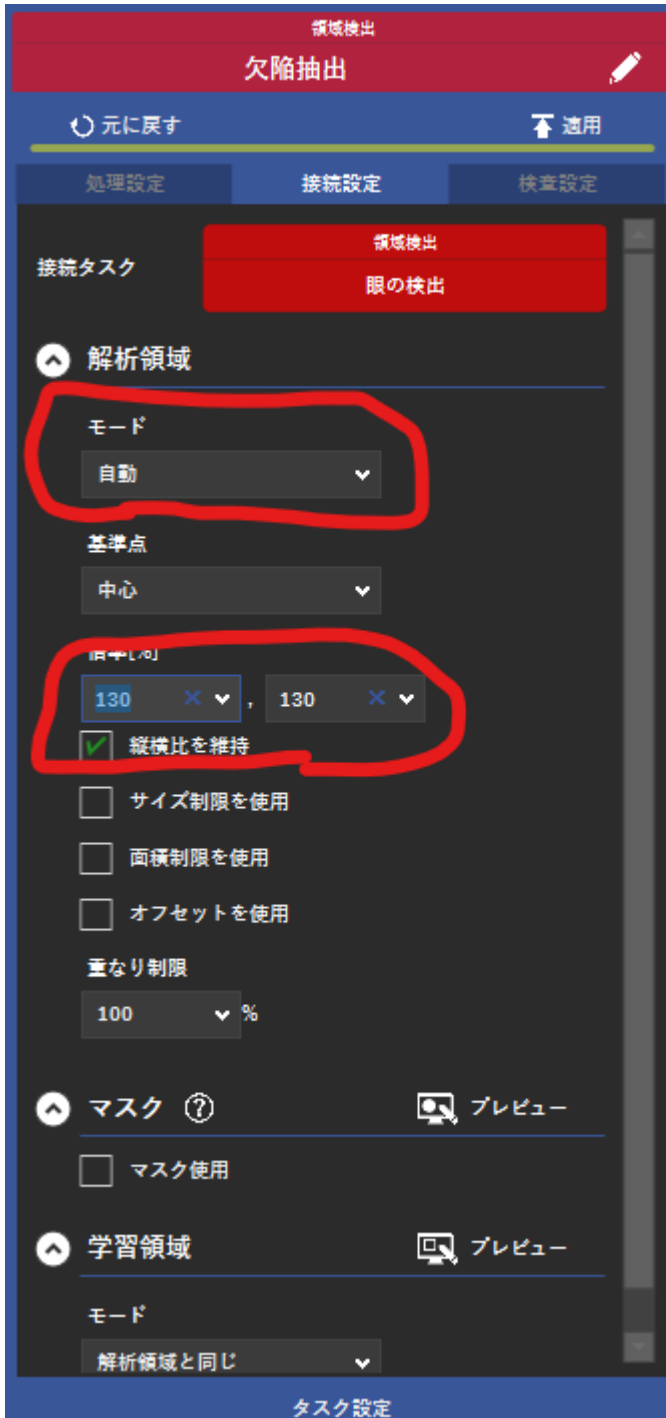 領域検出
欠陥抽出
元に戻す 適用
処理設定 接続設定 検査設定
接続タスク
領域検出
眼の検出
解析領域
モード
自動
基準点
中心
倍率[%]
130 , 130
縦横比を維持
サイズ制限を使用
面積制限を使用
オフセットを使用
重なり制限
100 %
マスク ? プレビュー
マスク使用
学習領域 プレビュー
モード
解析領域と同じ
タスク設定